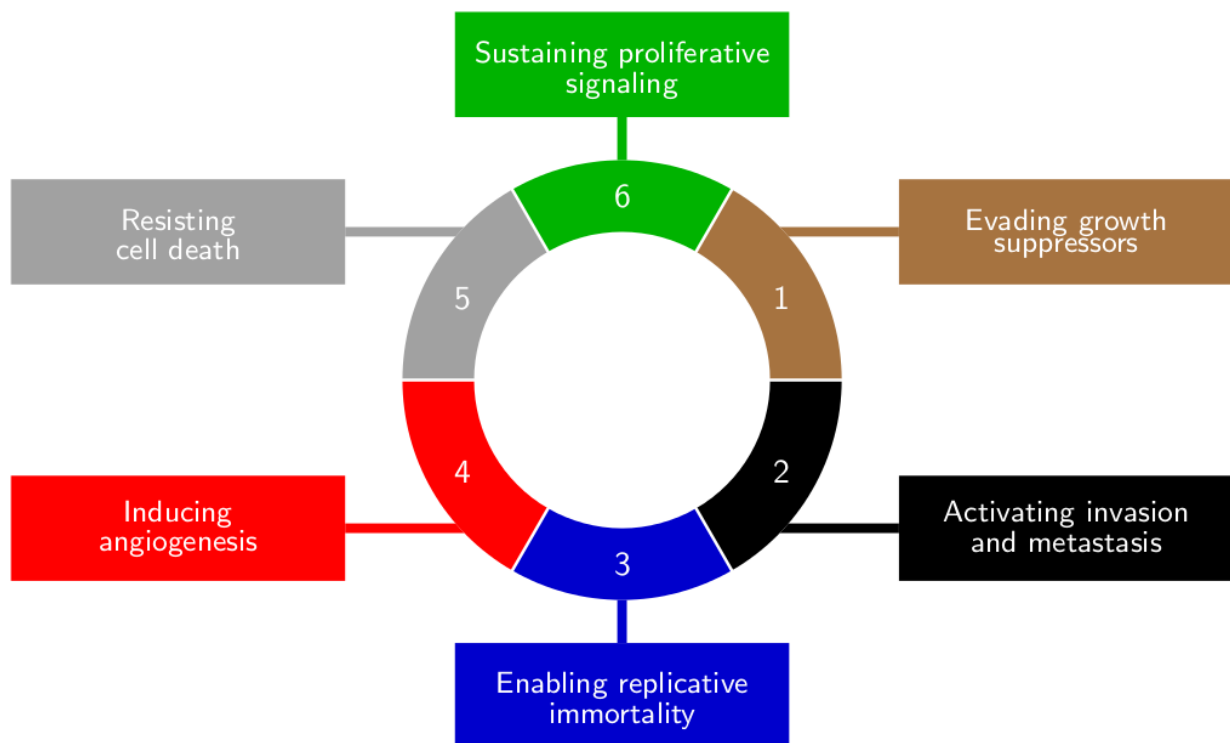 Sustaining proliferative
signaling
6
Resisting
cell death
Evading growth
suppressors
5
1
4
2
Inducing
angiogenesis
Activating invasion
and metastasis
3
Enabling replicative
immortality